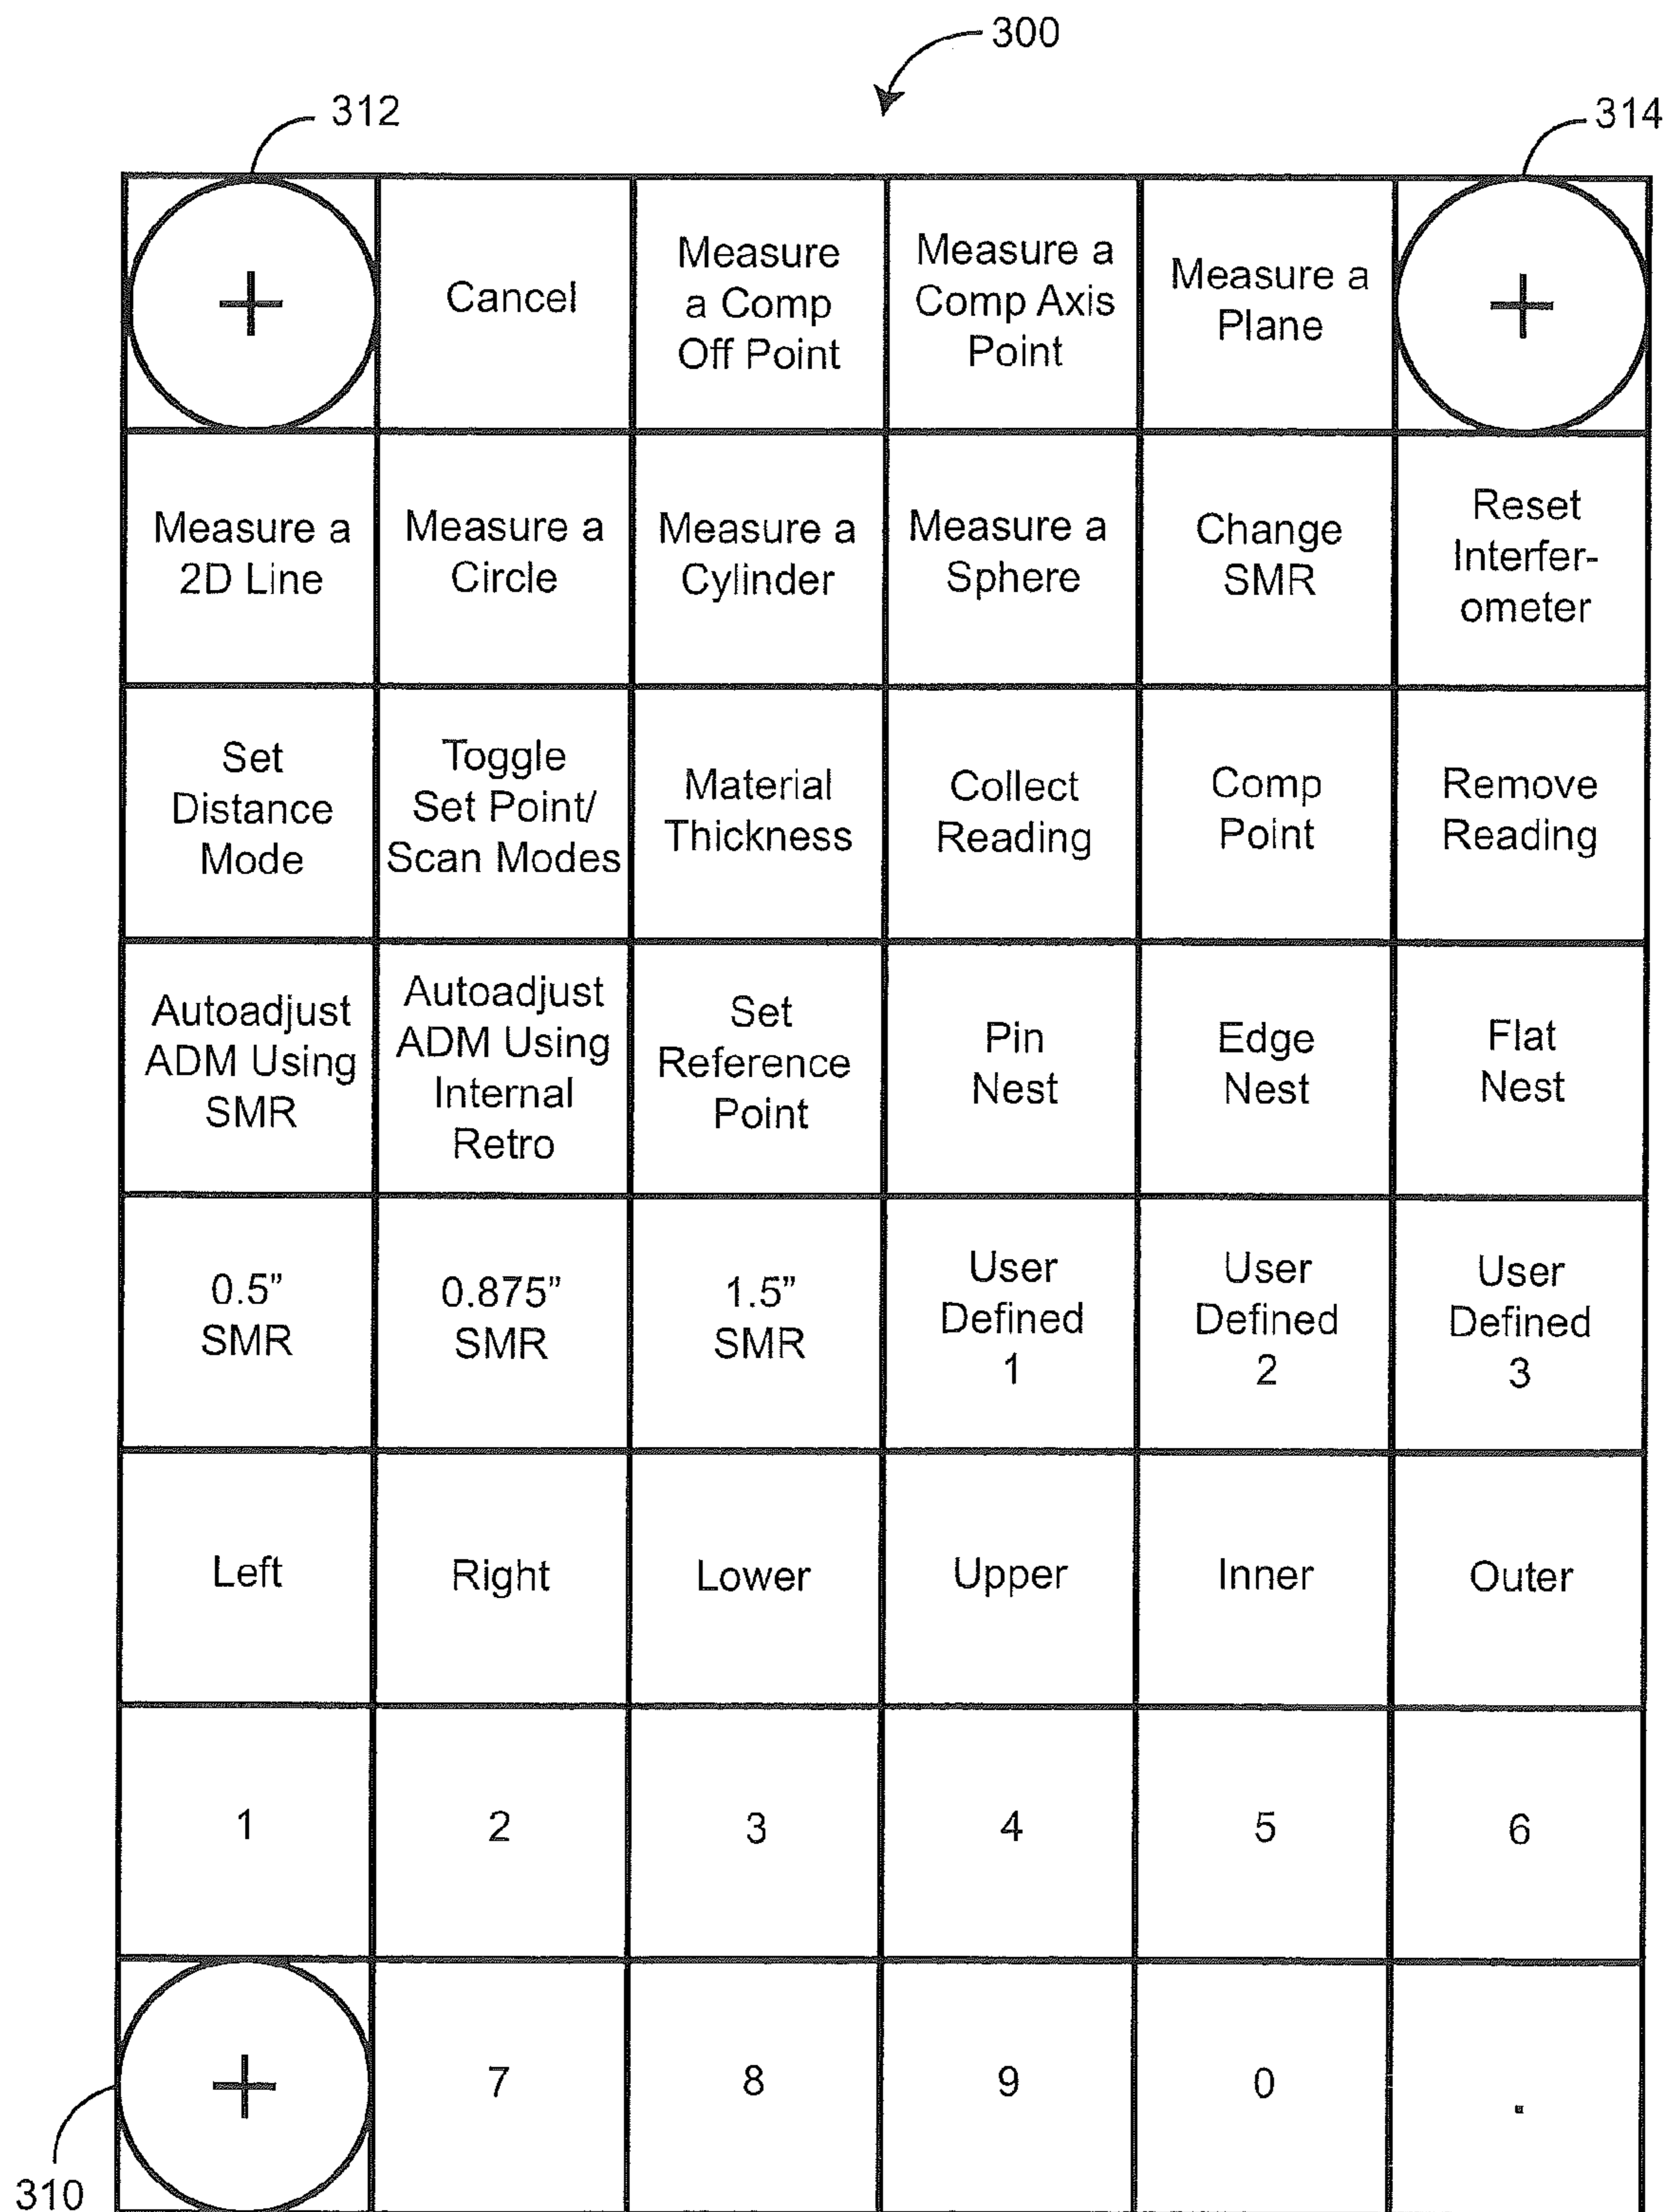 300
312
314
+
Cancel
Measure
a Comp
Off Point
Measure a
Comp Axis
Point
Measure a
Plane
+
Measure a
2D Line
Measure a
Circle
Measure a
Cylinder
Measure a
Sphere
Change
SMR
Reset
Interfer-
ometer
Set
Distance
Mode
Toggle
Set Point/
Scan Modes
Material
Thickness
Collect
Reading
Comp
Point
Remove
Reading
Autoadjust
ADM Using
SMR
Autoadjust
ADM Using
Internal
Retro
Set
Reference
Point
Pin
Nest
Edge
Nest
Flat
Nest
0.5”
SMR
0.875”
SMR
1.5”
SMR
User
Defined
1
User
Defined
2
User
Defined
3
Left
Right
Lower
Upper
Inner
Outer
1
2
3
4
5
6
+
7
8
9
0
.
310